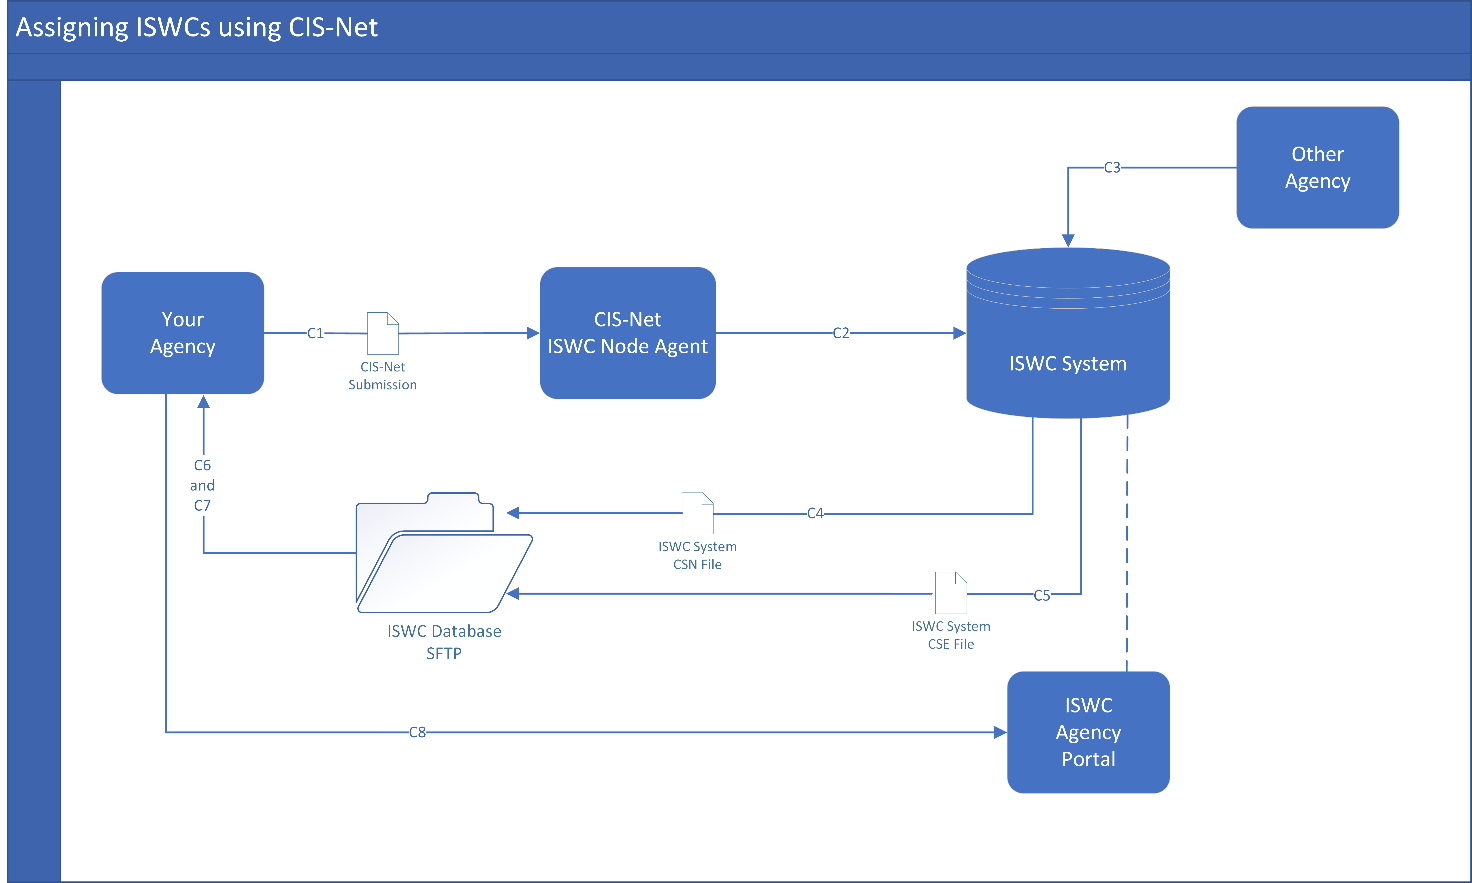 Assigning ISWCs using CIS-Net
Other
Agency
C3
Your
Agency
C1
CIS-Net
Submission
CIS-Net
ISWC Node Agent
C2
ISWC System
C6
and
C7
C4
ISWC System
CSN File
C5
ISWC System
CSE File
ISWC Database
SFTP
C8
ISWC
Agency
Portal